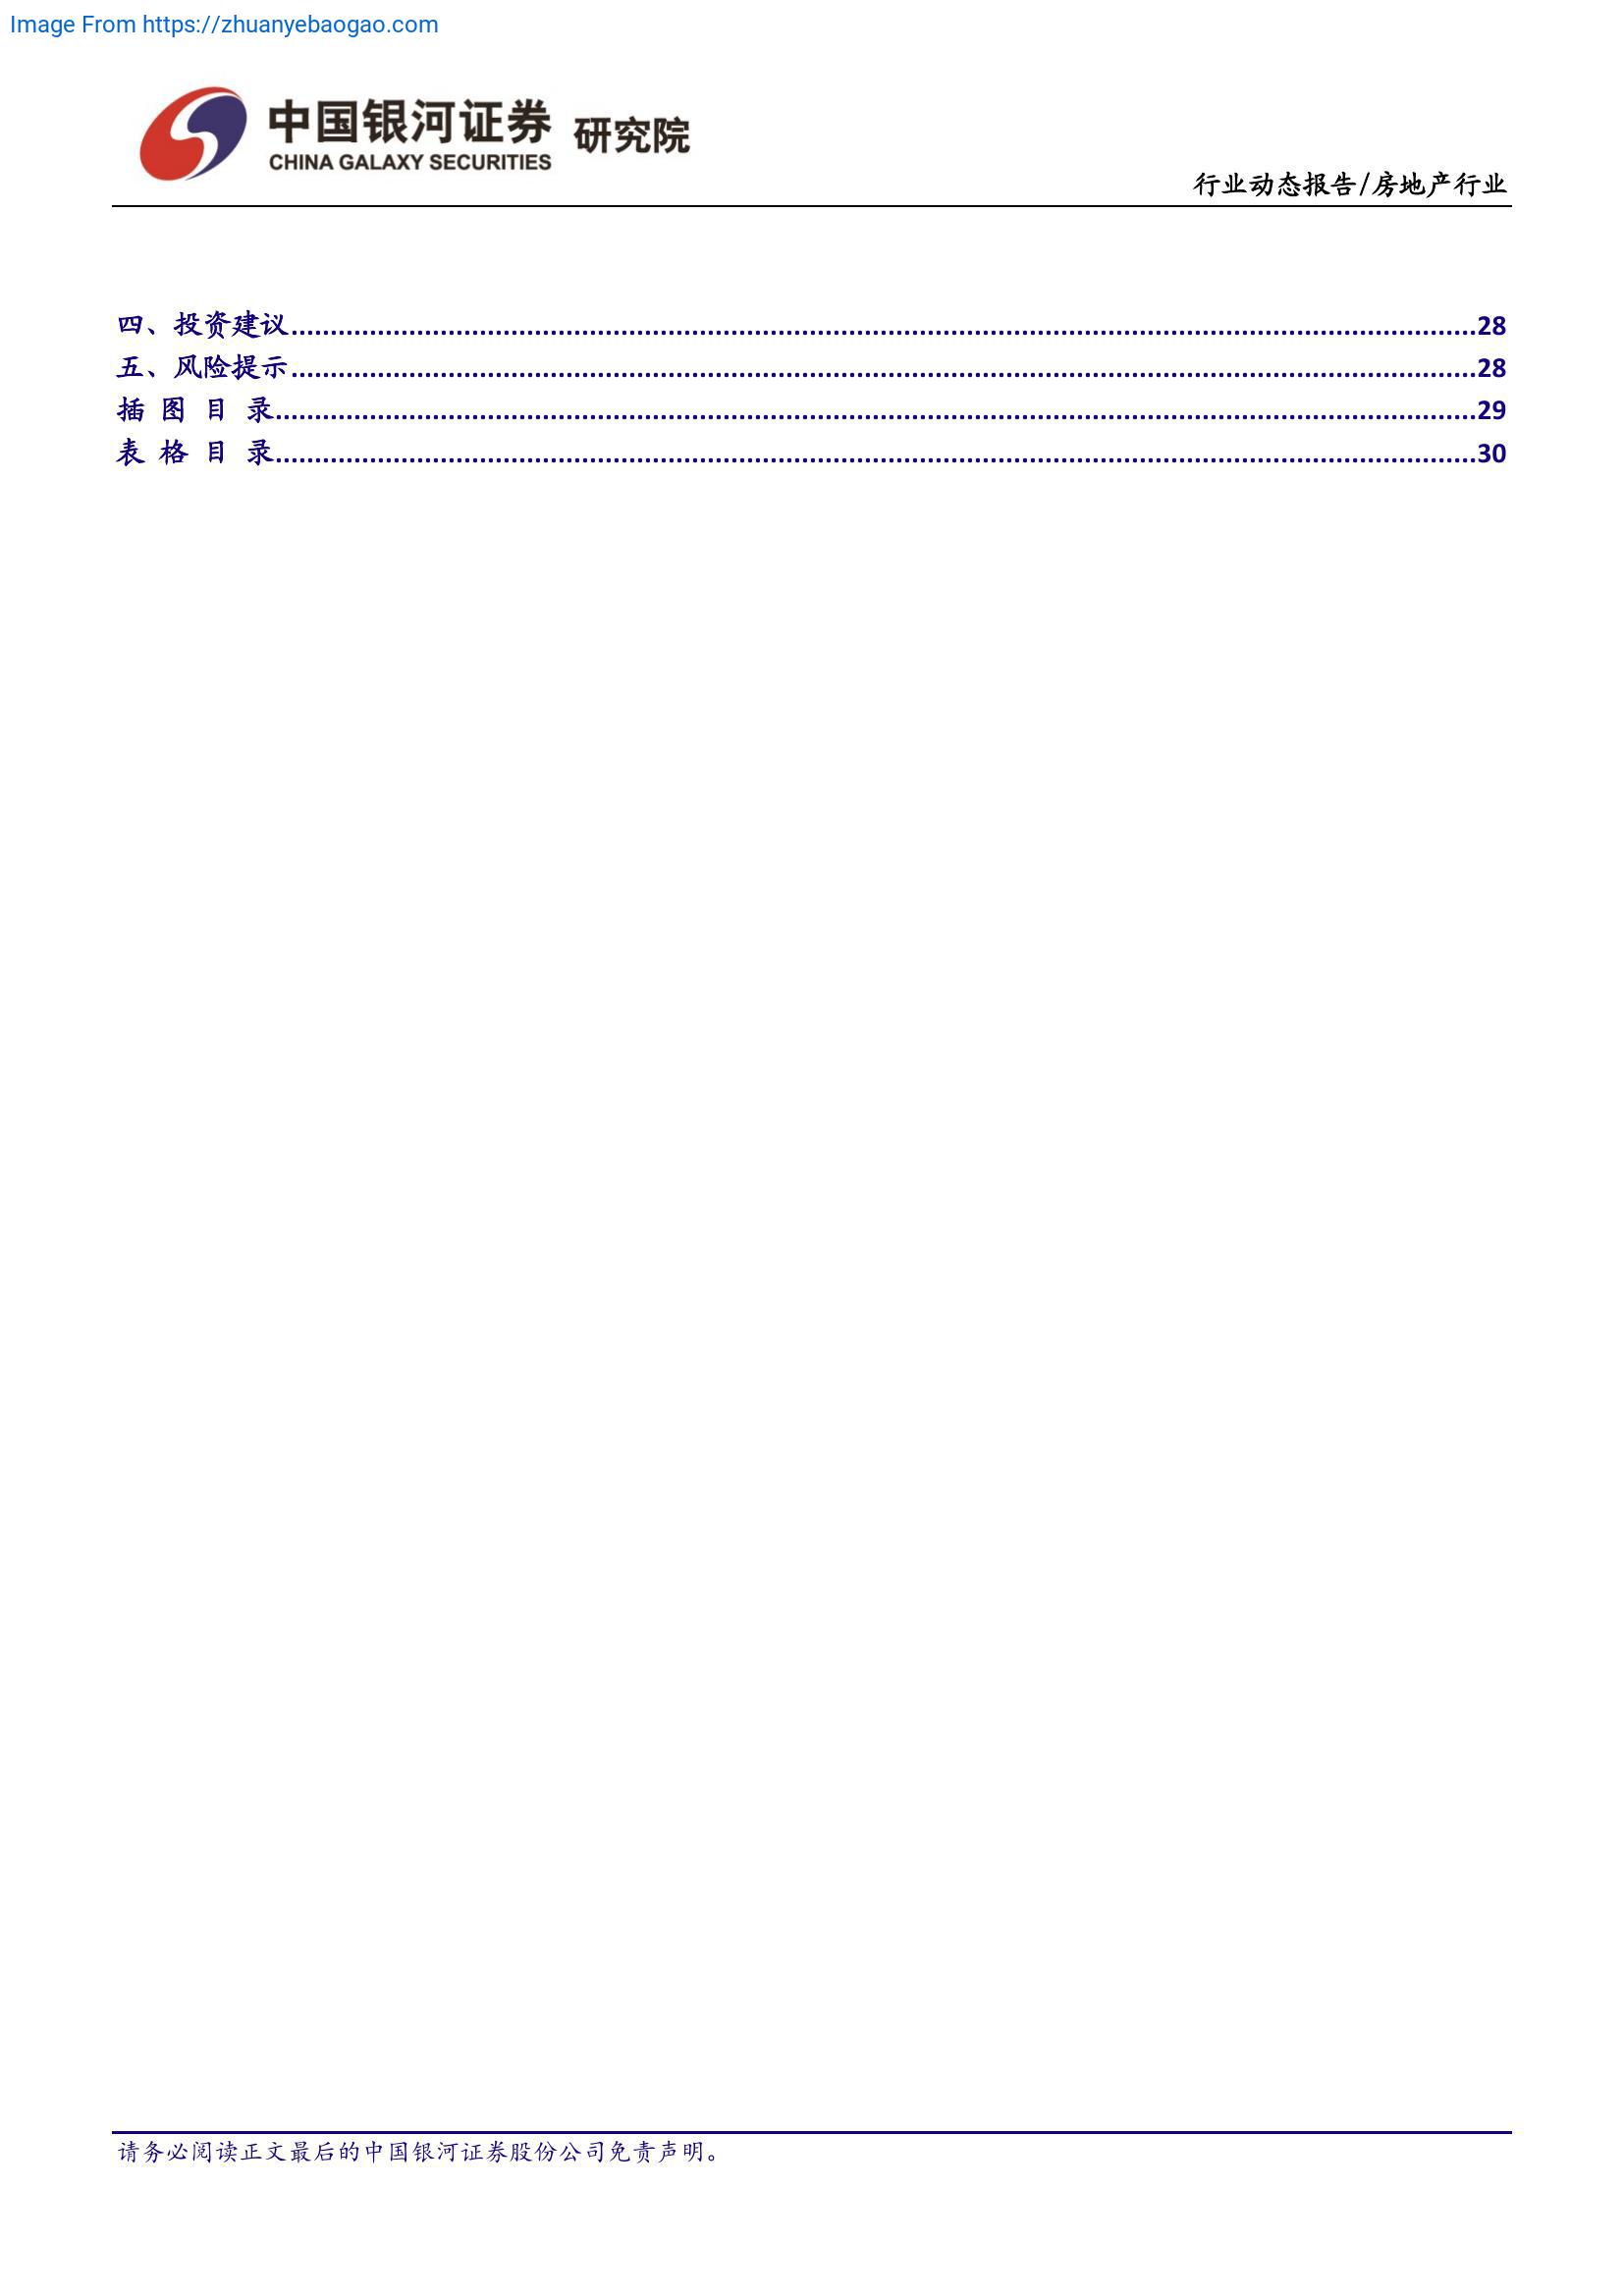 Image From https://zhuanyebaogao.com
中国银河证券 研究院
CHINA GALAXY SECURITIES
行业动态报告/房地产行业
四、投资建议........................................................................................................................................................28
五、风险提示........................................................................................................................................................28
插 图 目 录..........................................................................................................................................................29
表 格 目 录..........................................................................................................................................................30
请务必阅读正文最后的中国银河证券股份公司免责声明。